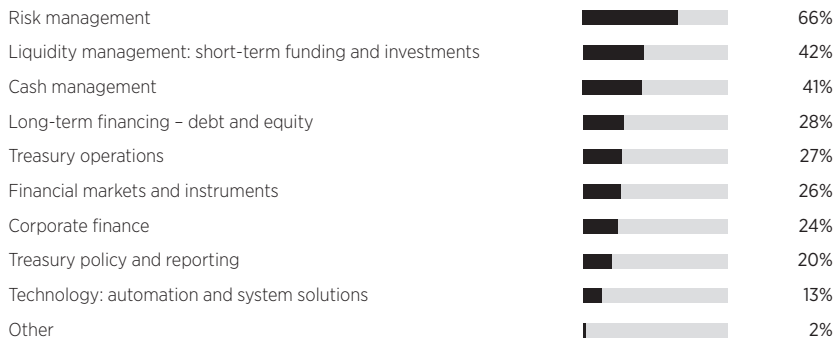 Risk management 66%
Liquidity management: short-term funding and investments 42%
Cash management 41%
Long-term financing – debt and equity 28%
Treasury operations 27%
Financial markets and instruments 26%
Corporate finance 24%
Treasury policy and reporting 20%
Technology: automation and system solutions 13%
Other 2%